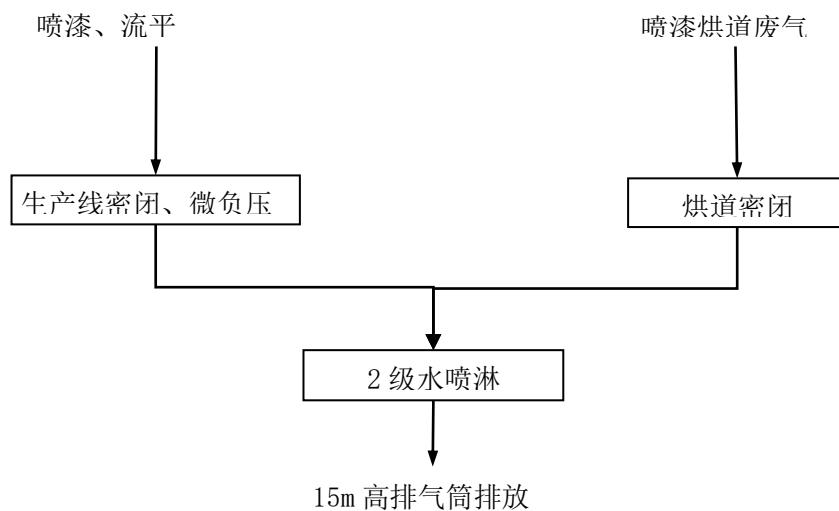 喷漆、流平
喷漆烘道废气
生产线密闭、微负压
烘道密闭
2 级水喷淋
15m 高排气筒排放